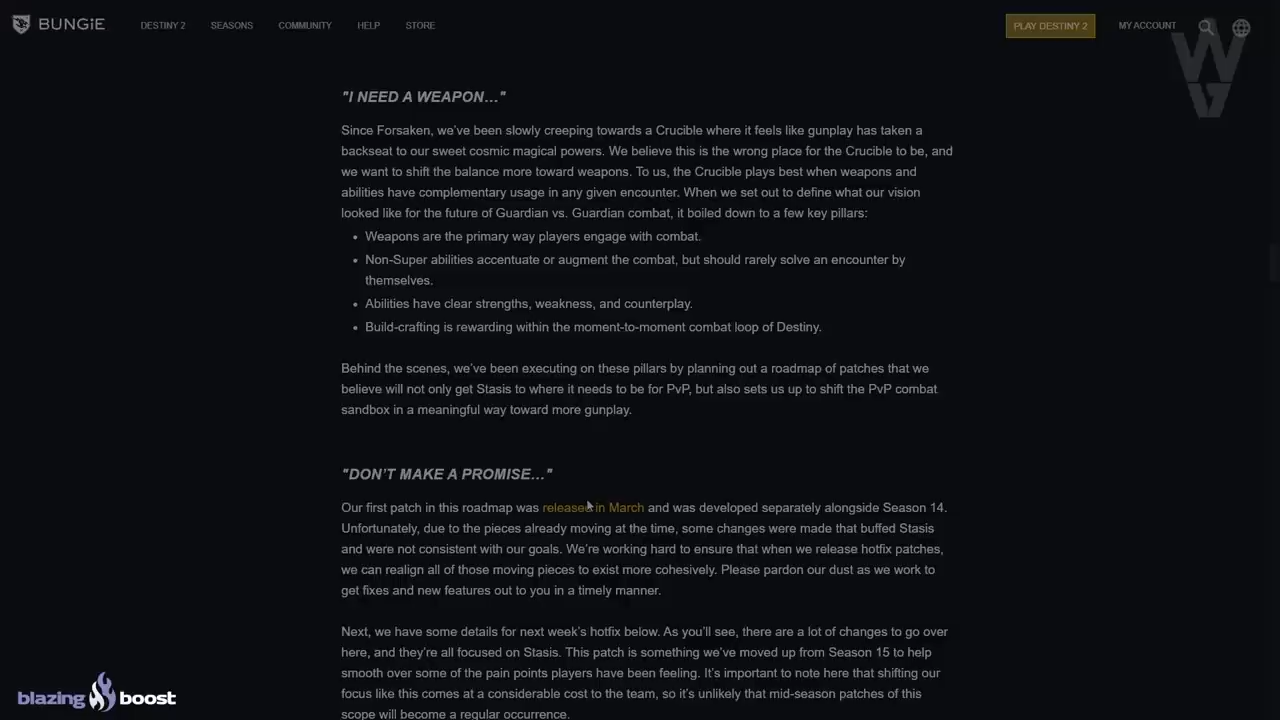 BUNGIE
DESTINY 2
SEASONS
COMMUNITY
HELP
STORE
PLAY DESTINY 2
MY ACCOUNT
"I NEED A WEAPON…"
Since Forsaken, we’ve been slowly creeping towards a Crucible where it feels like gunplay has taken a
backseat to our sweet cosmic magical powers. We believe this is the wrong place for the Crucible to be, and
we want to shift the balance more toward weapons. To us, the Crucible plays best when weapons and
abilities have complementary usage in any given encounter. When we set out to define what our vision
looked like for the future of Guardian vs. Guardian combat, it boiled down to a few key pillars:
• Weapons are the primary way players engage with combat.
• Non-Super abilities accentuate or augment the combat, but should rarely solve an encounter by
themselves.
• Abilities have clear strengths, weakness, and counterplay.
• Build-crafting is rewarding within the moment-to-moment combat loop of Destiny.
Behind the scenes, we’ve been executing on these pillars by planning out a roadmap of patches that we
believe will not only get Stasis to where it needs to be for PvP, but also sets us up to shift the PvP combat
sandbox in a meaningful way toward more gunplay.
"DON’T MAKE A PROMISE…"
Our first patch in this roadmap was released in March and was developed separately alongside Season 14.
Unfortunately, due to the pieces already moving at the time, some changes were made that buffed Stasis
and were not consistent with our goals. We’re working hard to ensure that when we release hotfix patches,
we can realign all of those moving pieces to exist more cohesively. Please pardon our dust as we work to
get fixes and new features out to you in a timely manner.
Next, we have some details for next week’s hotfix below. As you’ll see, there are a lot of changes to go over
here, and they’re all focused on Stasis. This patch is something we’ve moved up from Season 15 to help
smooth over some of the pain points players have been feeling. It’s important to note here that shifting our
focus like this comes at a considerable cost to the team, so it’s unlikely that mid-season patches of this
scope will become a regular occurrence.
blazing boost